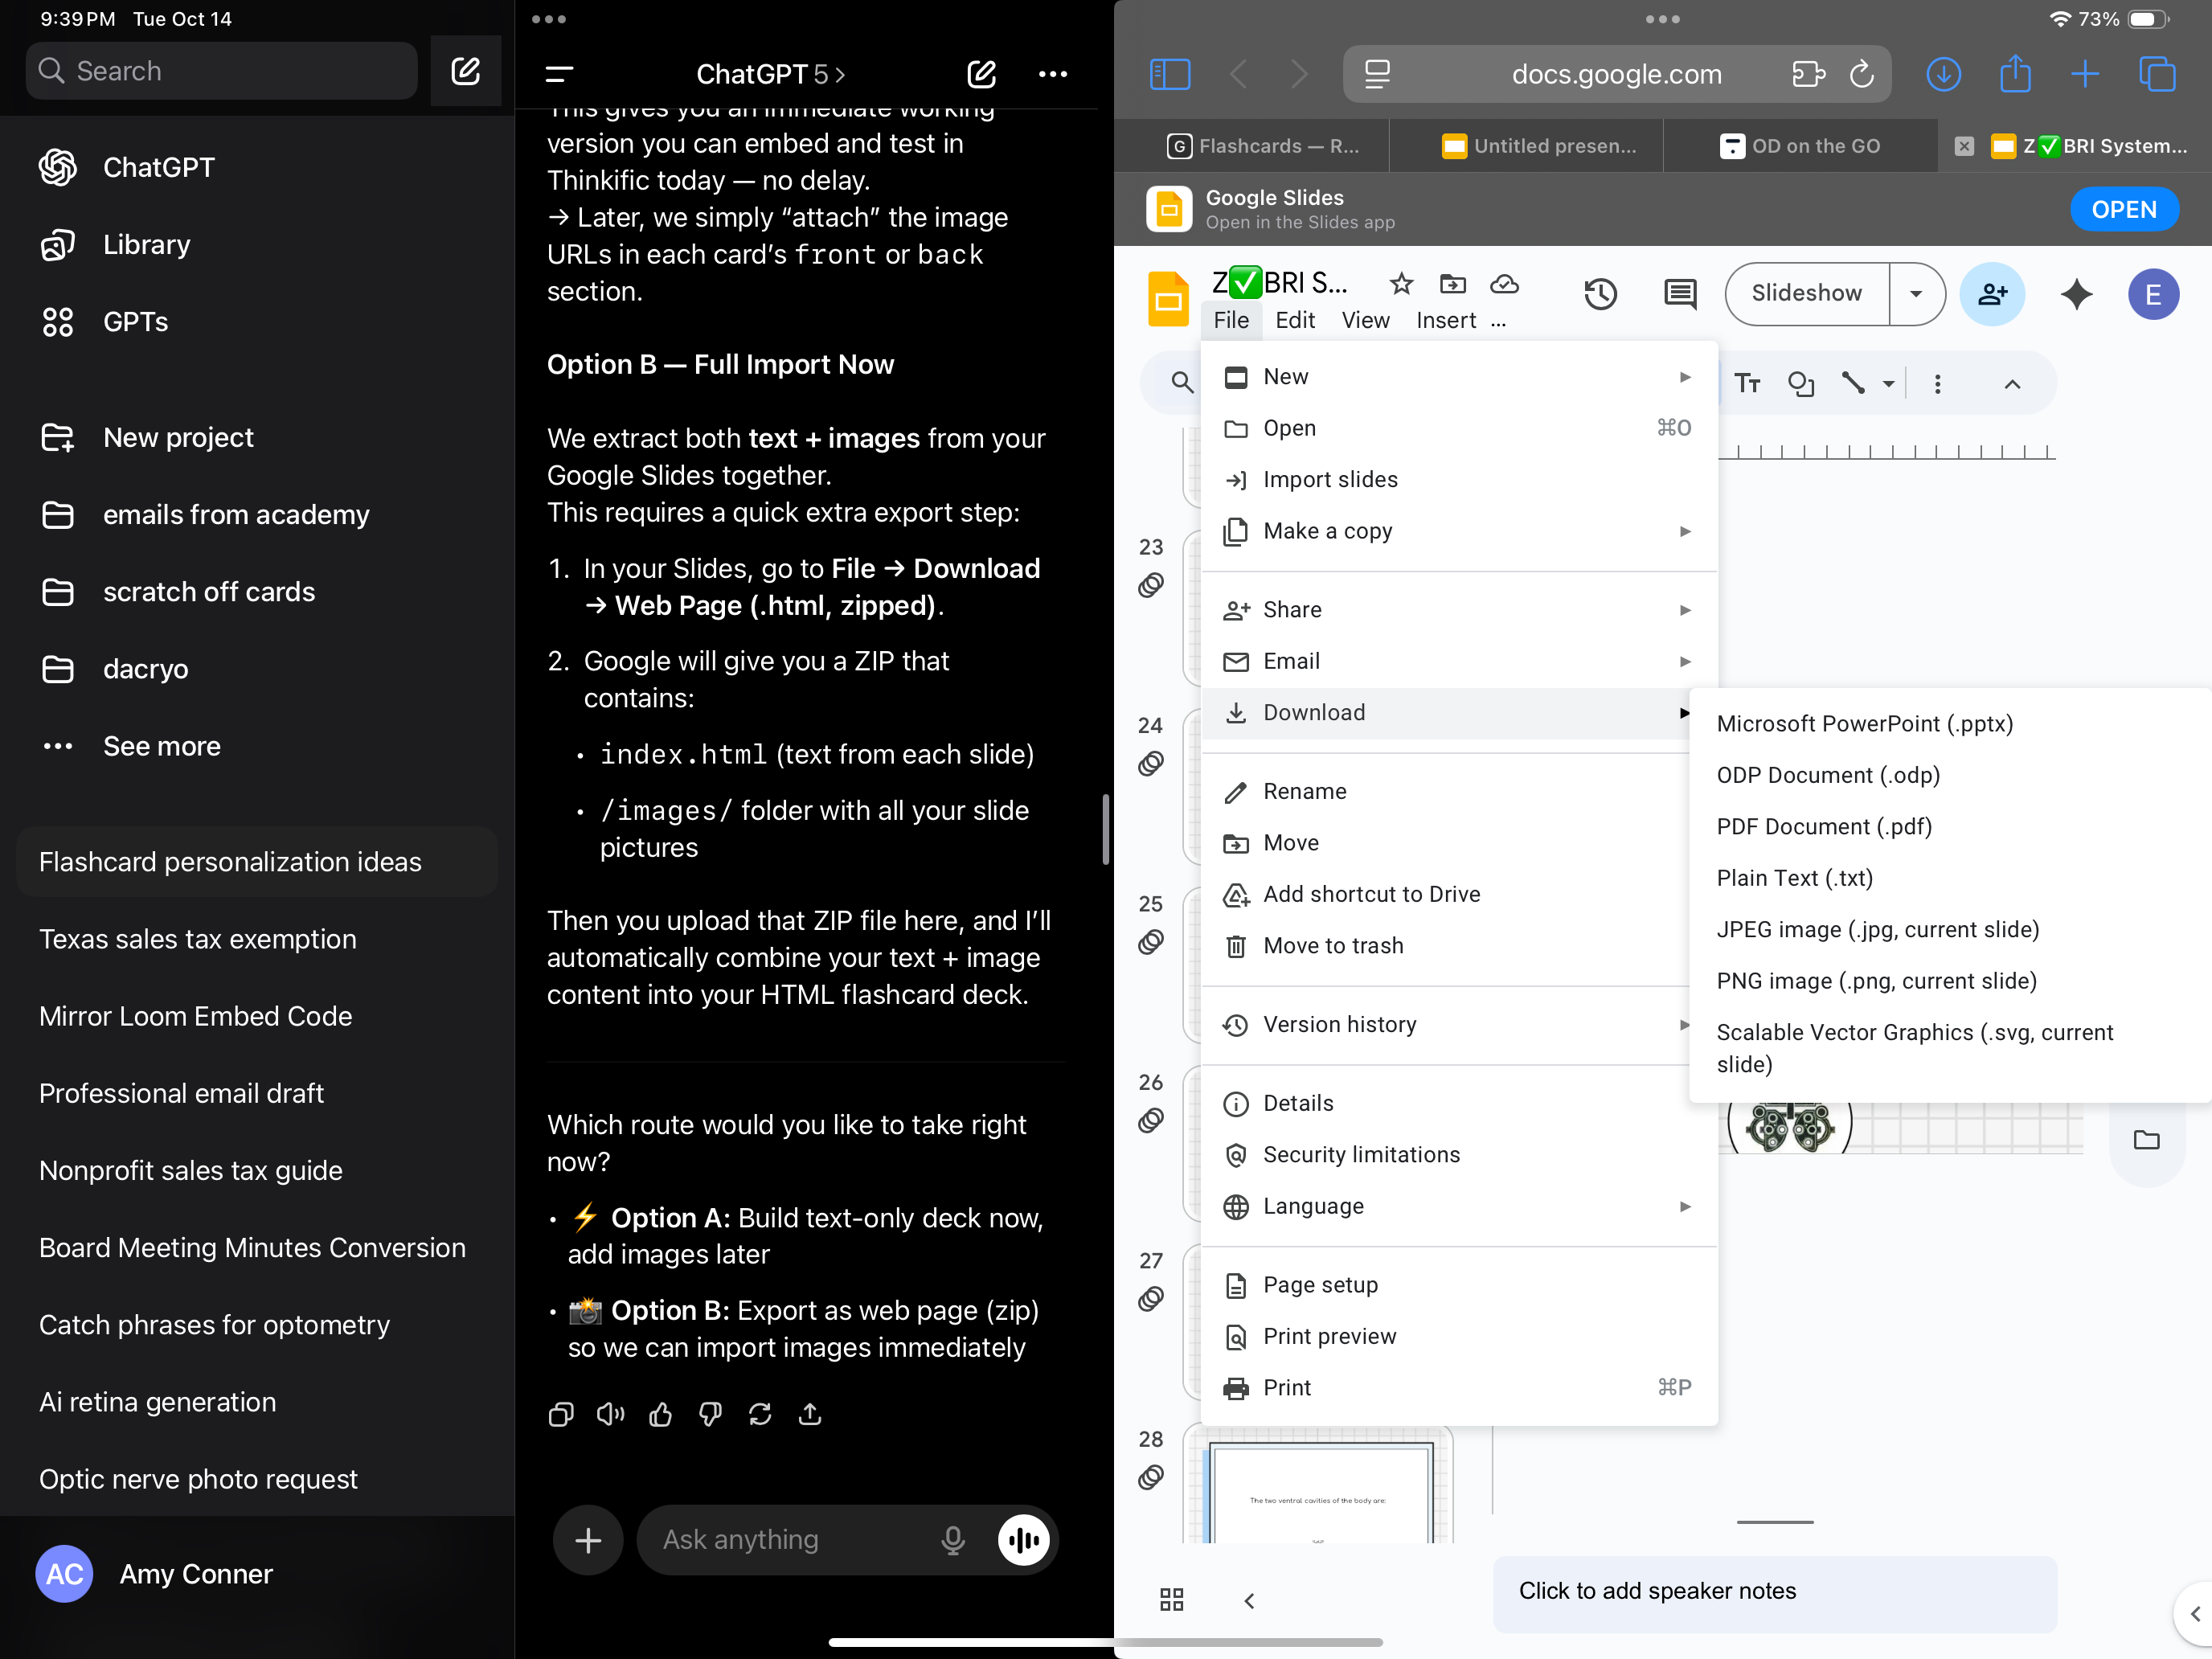 9:39 PM Tue Oct 14
Search
ChatGPT
Library
GPTs
New project
emails from academy
scratch off cards
dacryo
See more
Flashcard personalization ideas
Texas sales tax exemption
Mirror Loom Embed Code
Professional email draft
Nonprofit sales tax guide
Board Meeting Minutes Conversion
Catch phrases for optometry
Ai retina generation
Optic nerve photo request
AC Amy Conner
ChatGPT 5 >
This gives you an immediate working
version you can embed and test in
Thinkific today — no delay.
→ Later, we simply “attach” the image
URLs in each card’s front or back
section.
Option B — Full Import Now
We extract both text + images from your
Google Slides together.
This requires a quick extra export step:
1. In your Slides, go to File → Download
→ Web Page (.html, zipped).
2. Google will give you a ZIP that
contains:
• index.html (text from each slide)
• /images/ folder with all your slide
pictures
Then you upload that ZIP file here, and I’ll
automatically combine your text + image
content into your HTML flashcard deck.
Which route would you like to take right
now?
• ⚡ Option A: Build text-only deck now,
add images later
• 📸 Option B: Export as web page (zip)
so we can import images immediately
Ask anything
73%
docs.google.com
G Flashcards — R...
Untitled presen...
OD on the GO
Z✅BRI System...
Google Slides
Open in the Slides app
OPEN
Z✅BRI S...
File Edit View Insert ...
Slideshow
E
New
Open ⌘O
Import slides
Make a copy
Share
Email
Download
Rename
Move
Add shortcut to Drive
Move to trash
Version history
Details
Security limitations
Language
Page setup
Print preview
Print ⌘P
Microsoft PowerPoint (.pptx)
ODP Document (.odp)
PDF Document (.pdf)
Plain Text (.txt)
JPEG image (.jpg, current slide)
PNG image (.png, current slide)
Scalable Vector Graphics (.svg, current
slide)
23
24
25
26
27
28
The two ventral cavities of the body are:
Click to add speaker notes